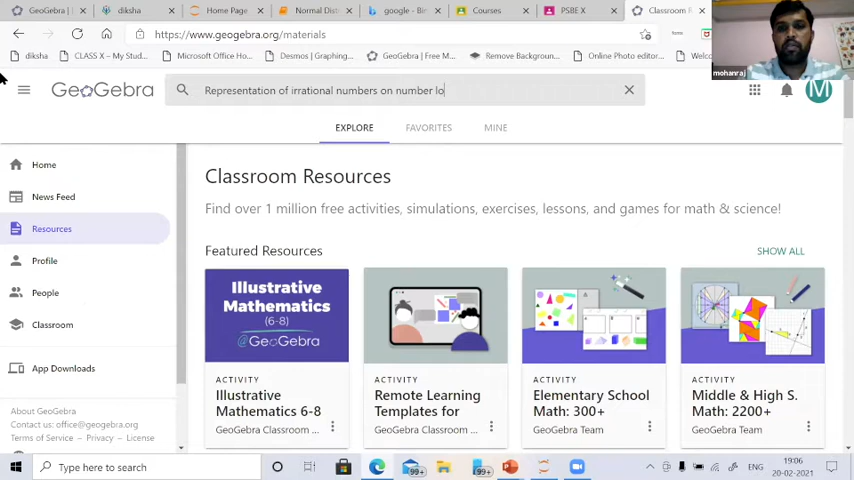 GeoGebra |
diksha
Home Page
Normal Dist
google - Bin
Courses
PSBE X
Classroom R
https://www.geogebra.org/materials
diksha
CLASS X – My Stud...
Microsoft Office Ho...
Desmos | Graphing...
GeoGebra | Free M...
Remove Backgroun...
Online Photo editor...
mohanraj
GeoGebra
Representation of irrational numbers on number lo
M
EXPLORE
FAVORITES
MINE
Home
News Feed
Resources
Profile
People
Classroom
App Downloads
About GeoGebra
Contact us: office@geogebra.org
Terms of Service – Privacy – License
Classroom Resources
Find over 1 million free activities, simulations, exercises, lessons, and games for math & science!
Featured Resources
SHOW ALL
Illustrative
Mathematics
(6-8)
@GeoGebra
ACTIVITY
Illustrative
Mathematics 6-8
GeoGebra Classroom ...
ACTIVITY
Remote Learning
Templates for
GeoGebra Classroom ...
ACTIVITY
Elementary School
Math: 300+
GeoGebra Team
ACTIVITY
Middle & High S.
Math: 2200+
GeoGebra Team
Type here to search
99+
99+
ENG
19:06
20-02-2021